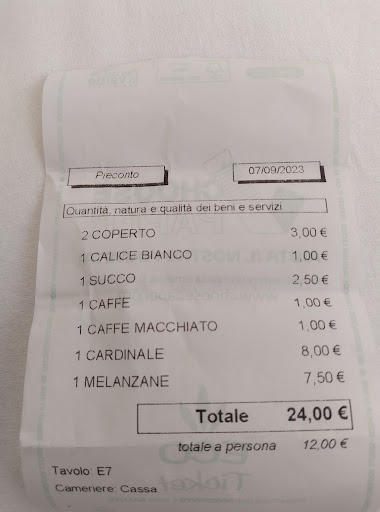 Preconto 07/09/2023
Quantità, natura e qualità dei beni e servizi
2 COPERTO 3,00 €
1 CALICE BIANCO 1,00 €
1 SUCCO 2,50 €
1 CAFFE 1,00 €
1 CAFFE MACCHIATO 1,00 €
1 CARDINALE 8,00 €
1 MELANZANE 7,50 €
Totale 24,00 €
totale a persona 12,00 €
Tavolo: E7
Cameriere: Cassa